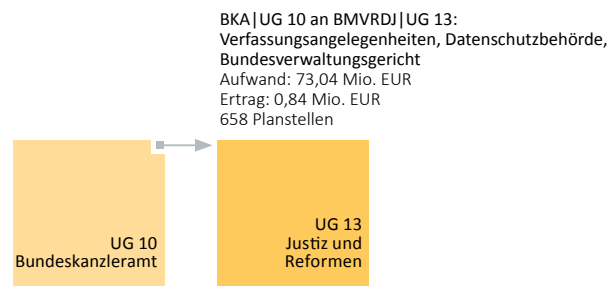 BKA|UG 10 an BMVRDJ|UG 13:
Verfassungsangelegenheiten, Datenschutzbehörde,
Bundesverwaltungsgericht
Aufwand: 73,04 Mio. EUR
Ertrag: 0,84 Mio. EUR
658 Planstellen
UG 10
Bundeskanzleramt
UG 13
Justiz und
Reformen